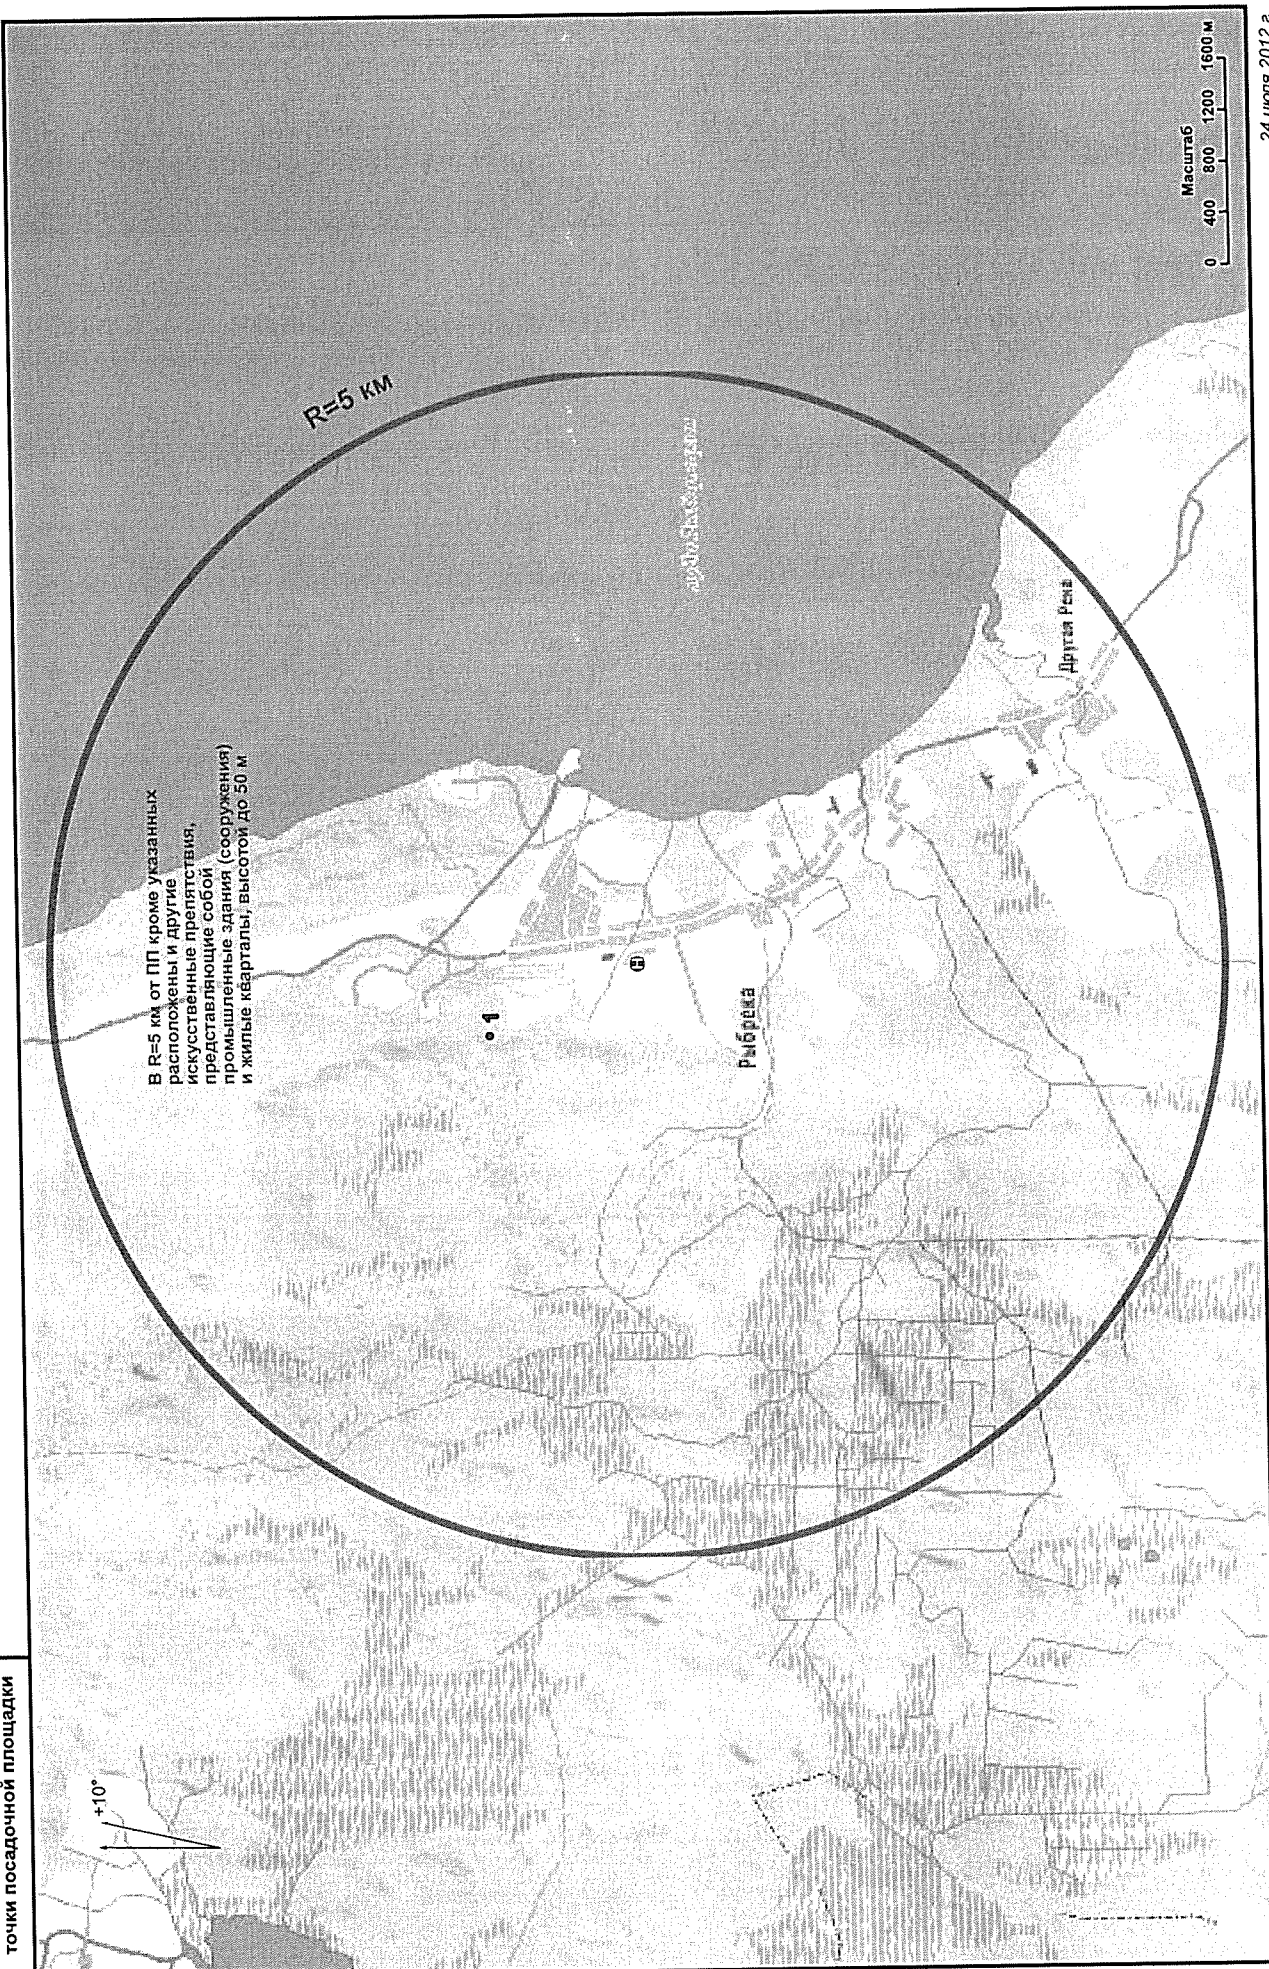 точки посадочной площадки
+10°
В R=5 км от ПП кроме указанных
расположены и другие
искусственные препятствия,
представляющие собой
промышленные здания (сооружения)
и жилые кварталы, высотой до 50 м
R=5 км
1
H
Рыбрека
Другая Река
Масштаб
0 400 800 1200 1600 м
24 июля 2012 г.